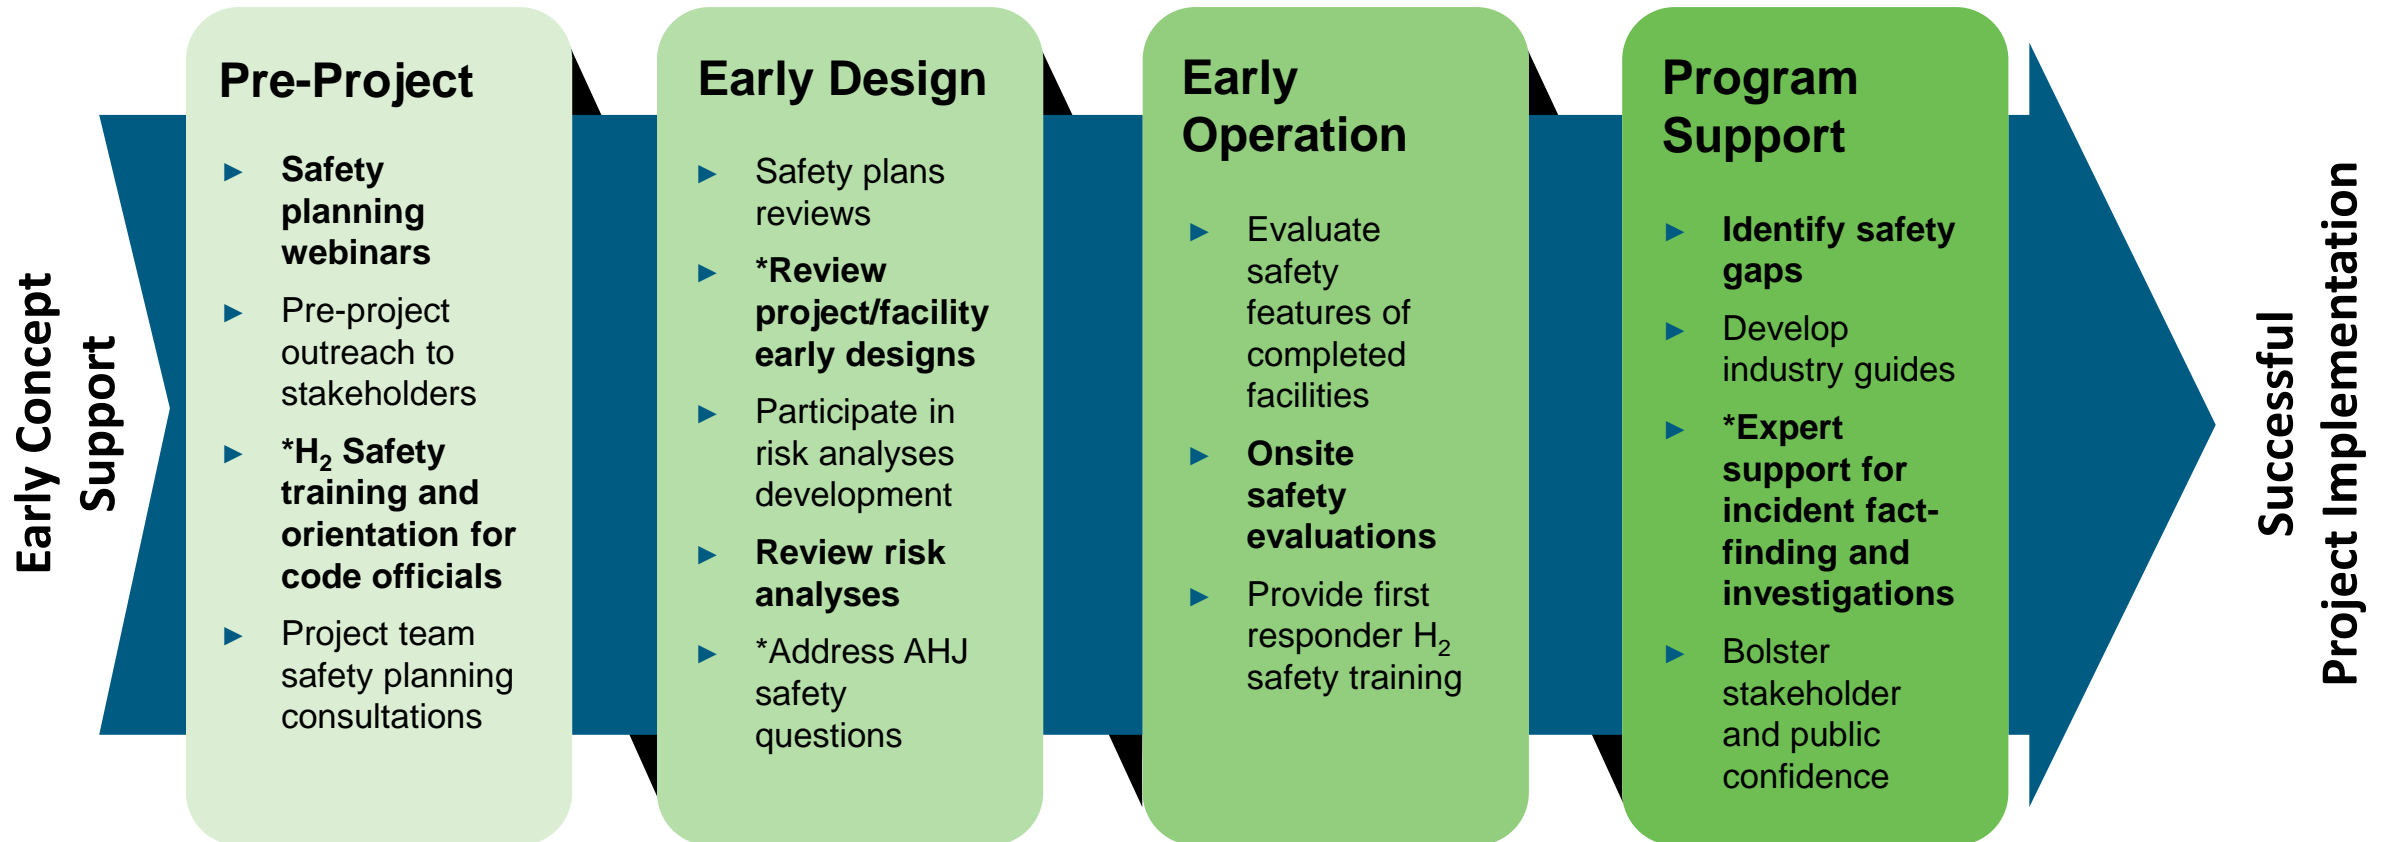 Early Concept
Support
Pre-Project
► Safety
planning
webinars
► Pre-project
outreach to
stakeholders
► *H₂ Safety
training and
orientation for
code officials
► Project team
safety planning
consultations
Early Design
► Safety plans
reviews
► *Review
project/facility
early designs
► Participate in
risk analyses
development
► Review risk
analyses
► *Address AHJ
safety
questions
Early
Operation
► Evaluate
safety
features of
completed
facilities
► Onsite
safety
evaluations
► Provide first
responder H₂
safety training
Program
Support
► Identify safety
gaps
► Develop
industry guides
► *Expert
support for
incident fact-
finding and
investigations
► Bolster
stakeholder
and public
confidence
Successful
Project Implementation